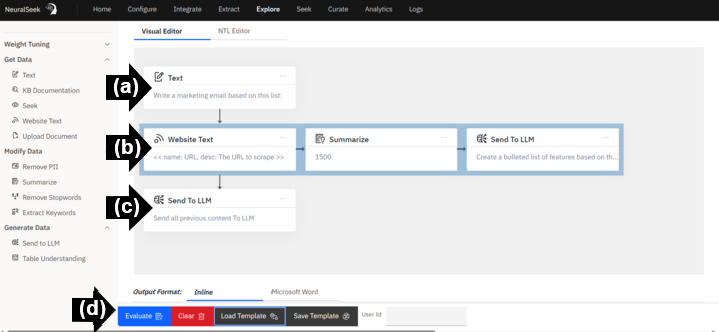 NeuralSeek Home Configure Integrate Extract Explore Seek Curate Analytics Logs
Weight Tuning
Get Data
Text
KB Documentation
Seek
Website Text
Upload Document
Modify Data
Remove PII
Summarize
Remove Stopwords
Extract Keywords
Generate Data
Send to LLM
Table Understanding
Visual Editor NTL Editor
(a)
Text
Write a marketing email based on this list:
(b)
Website Text
<< name: URL, desc: The URL to scrape >>
Summarize
1500
Send To LLM
Create a bulleted list of features based on th...
(c)
Send To LLM
Send all previous content To LLM
Output Format: Inline Microsoft Word
(d)
Evaluate Clear Load Template Save Template User Id